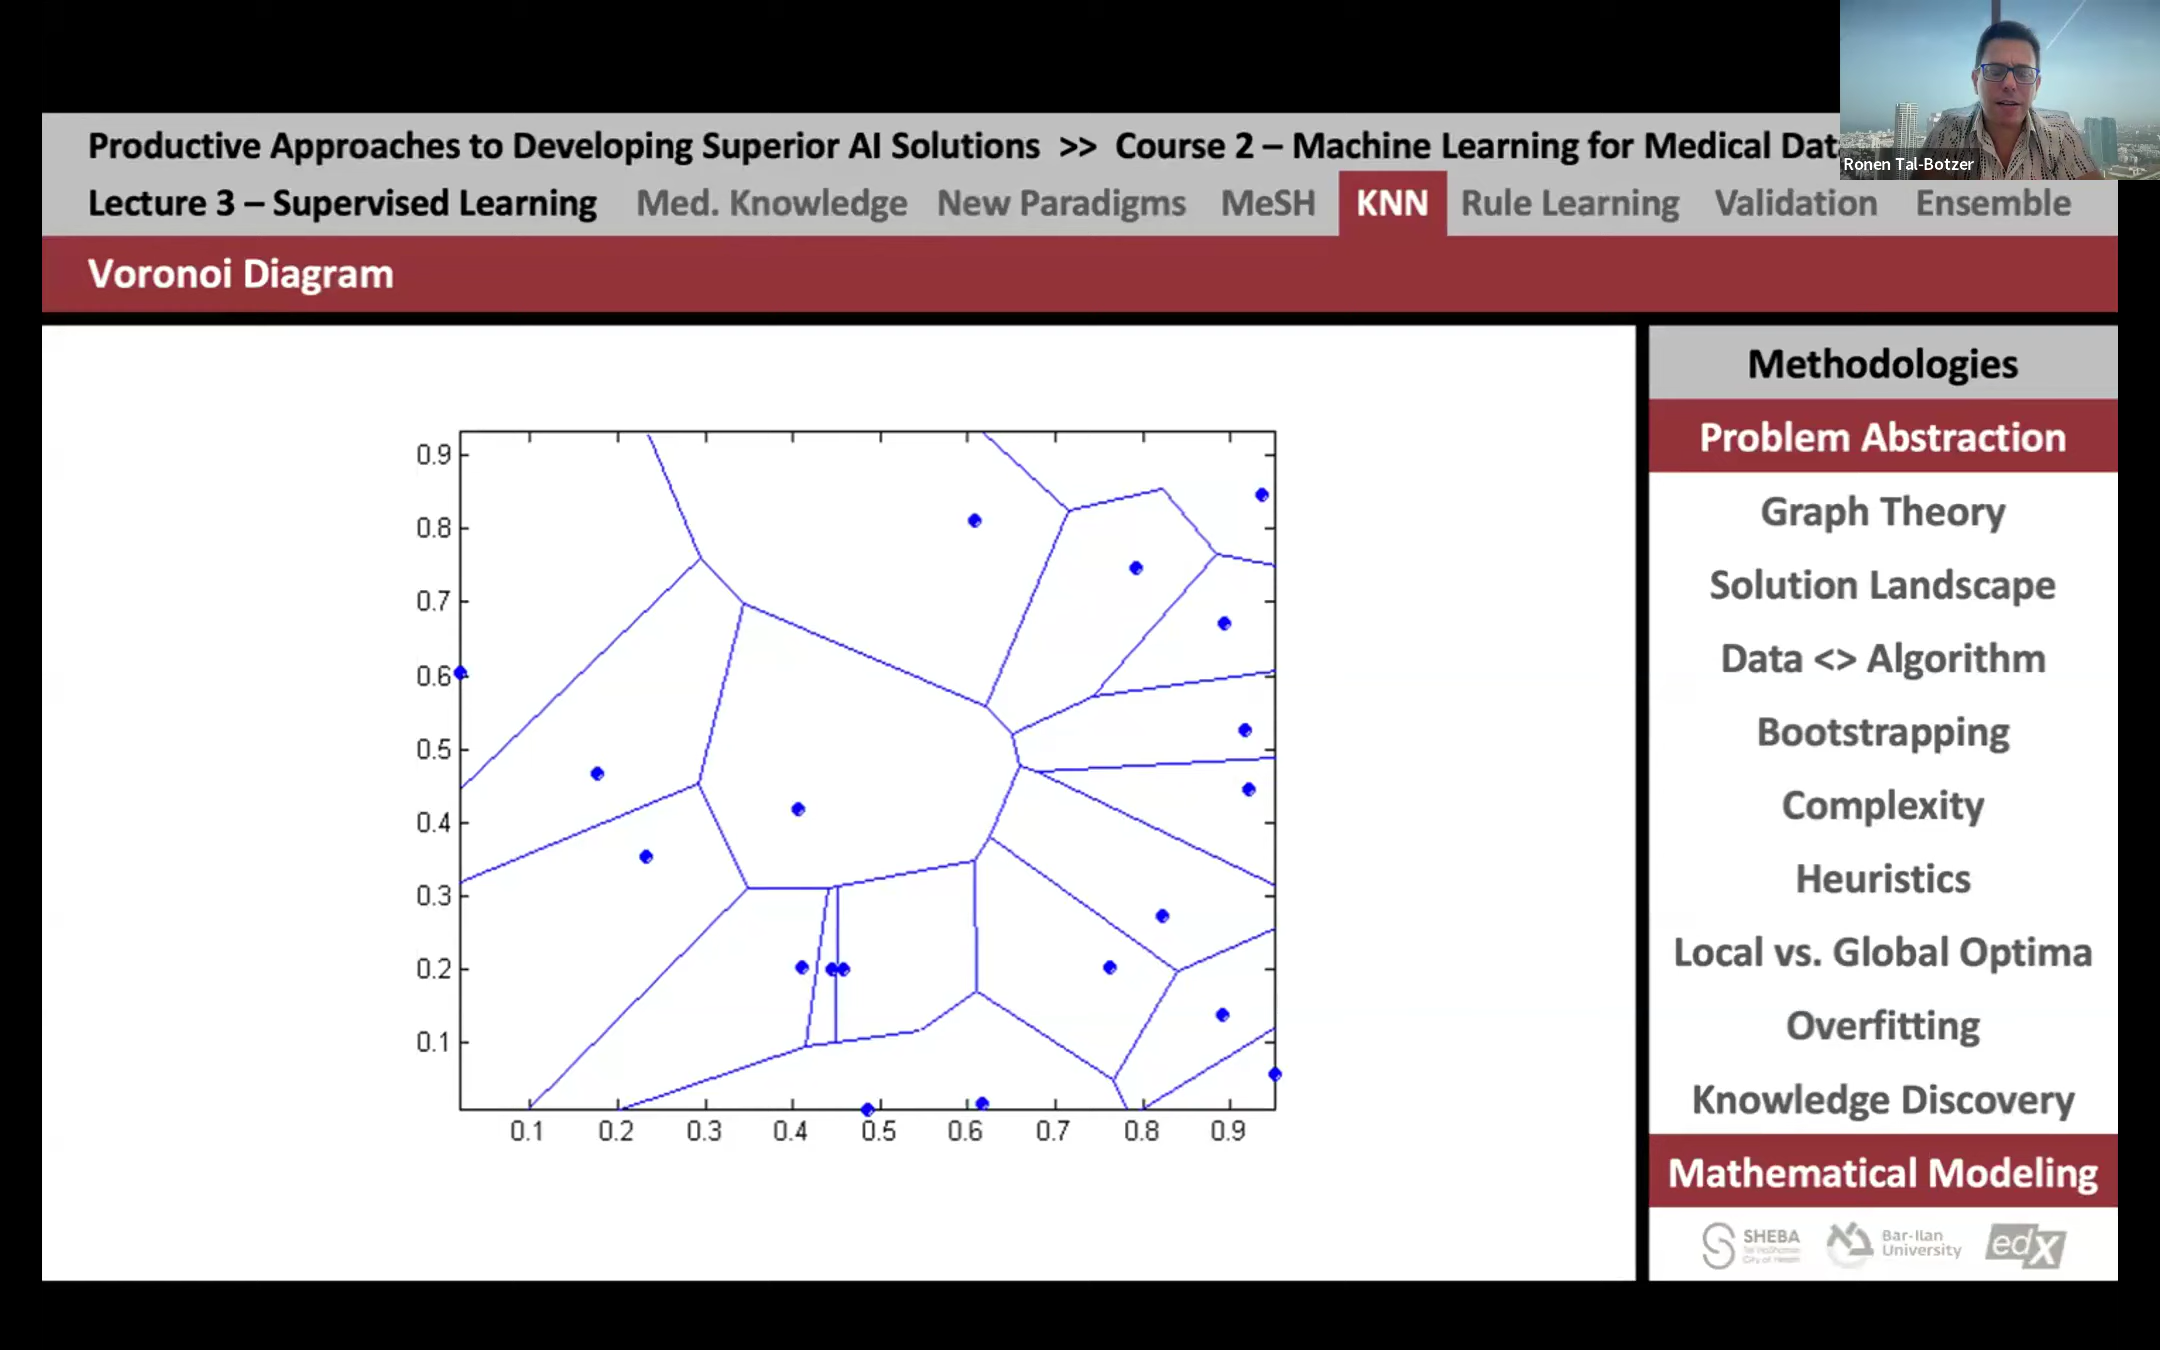 Productive Approaches to Developing Superior AI Solutions >> Course 2 – Machine Learning for Medical Dat
Ronen Tal-Botzer
Lecture 3 – Supervised Learning Med. Knowledge New Paradigms MeSH KNN Rule Learning Validation Ensemble
Voronoi Diagram
Methodologies
Problem Abstraction
Graph Theory
Solution Landscape
Data <> Algorithm
Bootstrapping
Complexity
Heuristics
Local vs. Global Optima
Overfitting
Knowledge Discovery
Mathematical Modeling
0.9
0.8
0.7
0.6
0.5
0.4
0.3
0.2
0.1
0.1 0.2 0.3 0.4 0.5 0.6 0.7 0.8 0.9
SHEBA
Tel HaShomer
City of Health
Bar-Ilan
University
edX